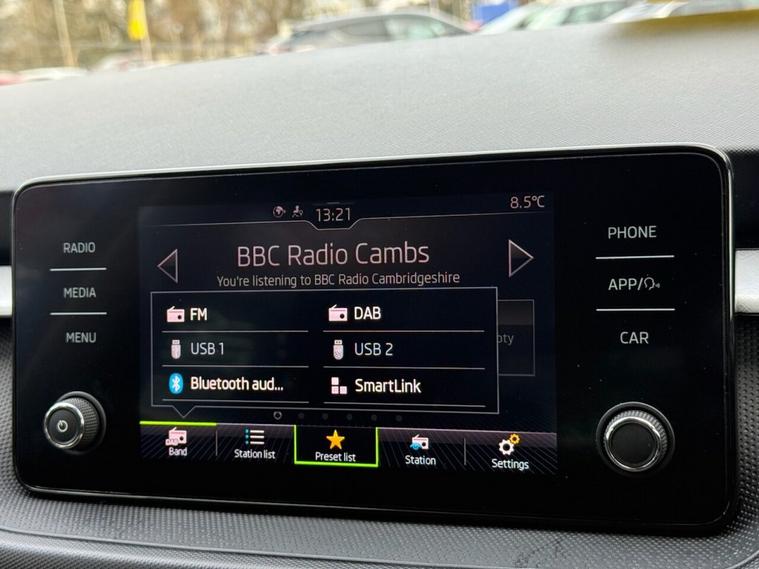 13:21
8.5°C
BBC Radio Cambs
You're listening to BBC Radio Cambridgeshire
RADIO
MEDIA
MENU
FM
DAB
USB 1
USB 2
Bluetooth aud...
SmartLink
DAB
Band
Station list
Preset list
Station
Settings
PHONE
APP/
CAR